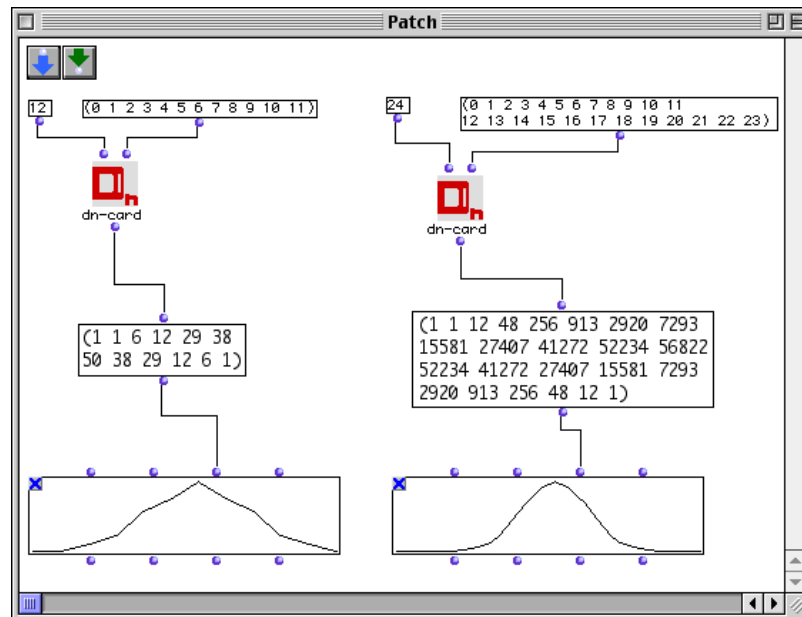 Patch
12
(0 1 2 3 4 5 6 7 8 9 10 11)
dn-card
(1 1 6 12 29 38
50 38 29 12 6 1)
24
(0 1 2 3 4 5 6 7 8 9 10 11
12 13 14 15 16 17 18 19 20 21 22 23)
dn-card
(1 1 12 48 256 913 2920 7293
15581 27407 41272 52234 56822
52234 41272 27407 15581 7293
2920 913 256 48 12 1)